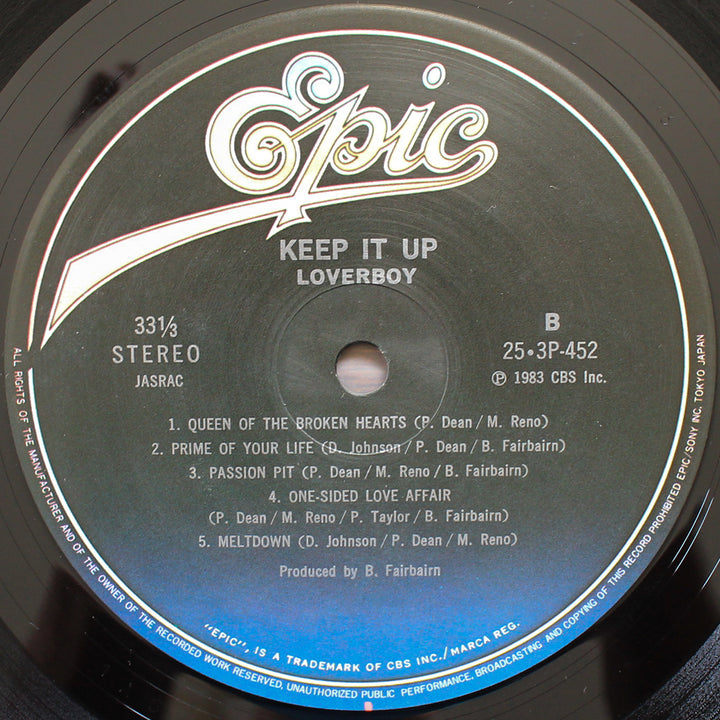 Epic
KEEP IT UP
LOVERBOY
33⅓
STEREO
JASRAC
B
25・3P-452
Ⓟ 1983 CBS Inc.
1. QUEEN OF THE BROKEN HEARTS (P. Dean / M. Reno)
2. PRIME OF YOUR LIFE (D. Johnson / P. Dean / B. Fairbairn)
3. PASSION PIT (P. Dean / M. Reno / B. Fairbairn)
4. ONE-SIDED LOVE AFFAIR
(P. Dean / M. Reno / P. Taylor / B. Fairbairn)
5. MELTDOWN (D. Johnson / P. Dean / M. Reno)
Produced by B. Fairbairn
"EPIC", IS A TRADEMARK OF CBS INC. / MARCA REG.
ALL RIGHTS OF THE MANUFACTURER AND OF THE OWNER OF THE RECORDED WORK RESERVED, UNAUTHORIZED PUBLIC PERFORMANCE, BROADCASTING AND COPYING OF THIS RECORD PROHIBITED EPIC/SONY INC. TOKYO JAPAN